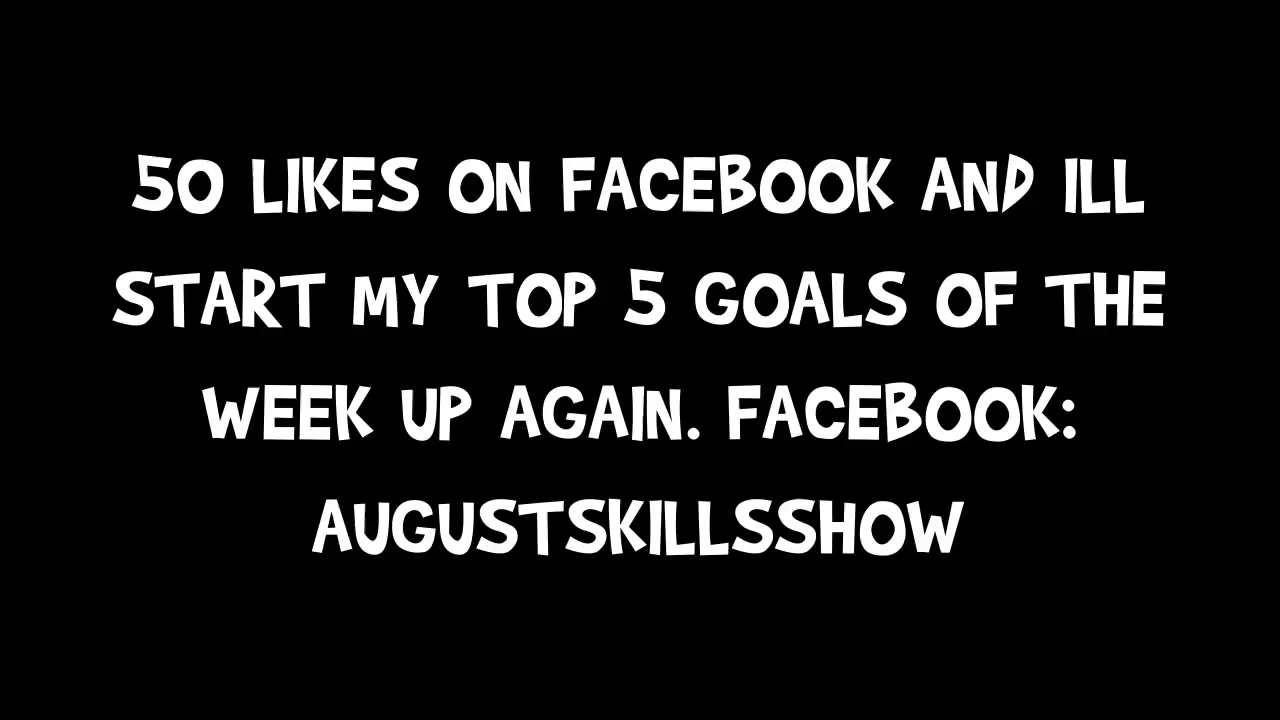 50 LIKES ON FACEBOOK AND ILL
START MY TOP 5 GOALS OF THE
WEEK UP AGAIN. FACEBOOK:
AUGUSTSKILLSSHOW